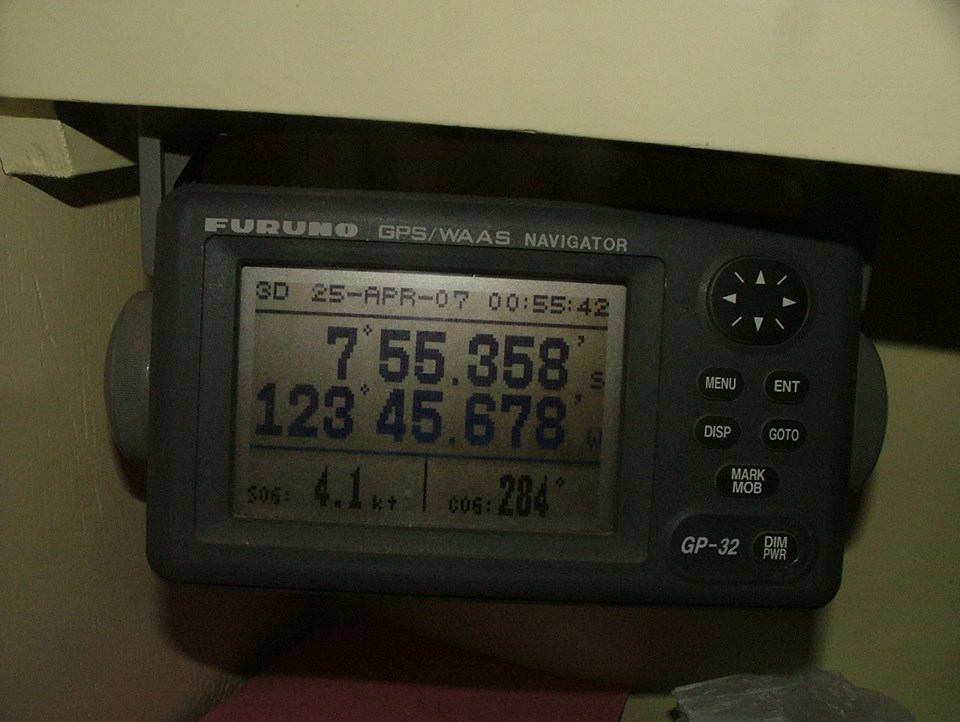 FURUNO GPS/WAAS NAVIGATOR
3D 25-APR-07 00:55:42
7°55.358' S
123°45.678' W
SOG: 4.1 kt COG: 284°
MENU ENT
DISP GOTO
MARK
MOB
GP-32 DIM
PWR